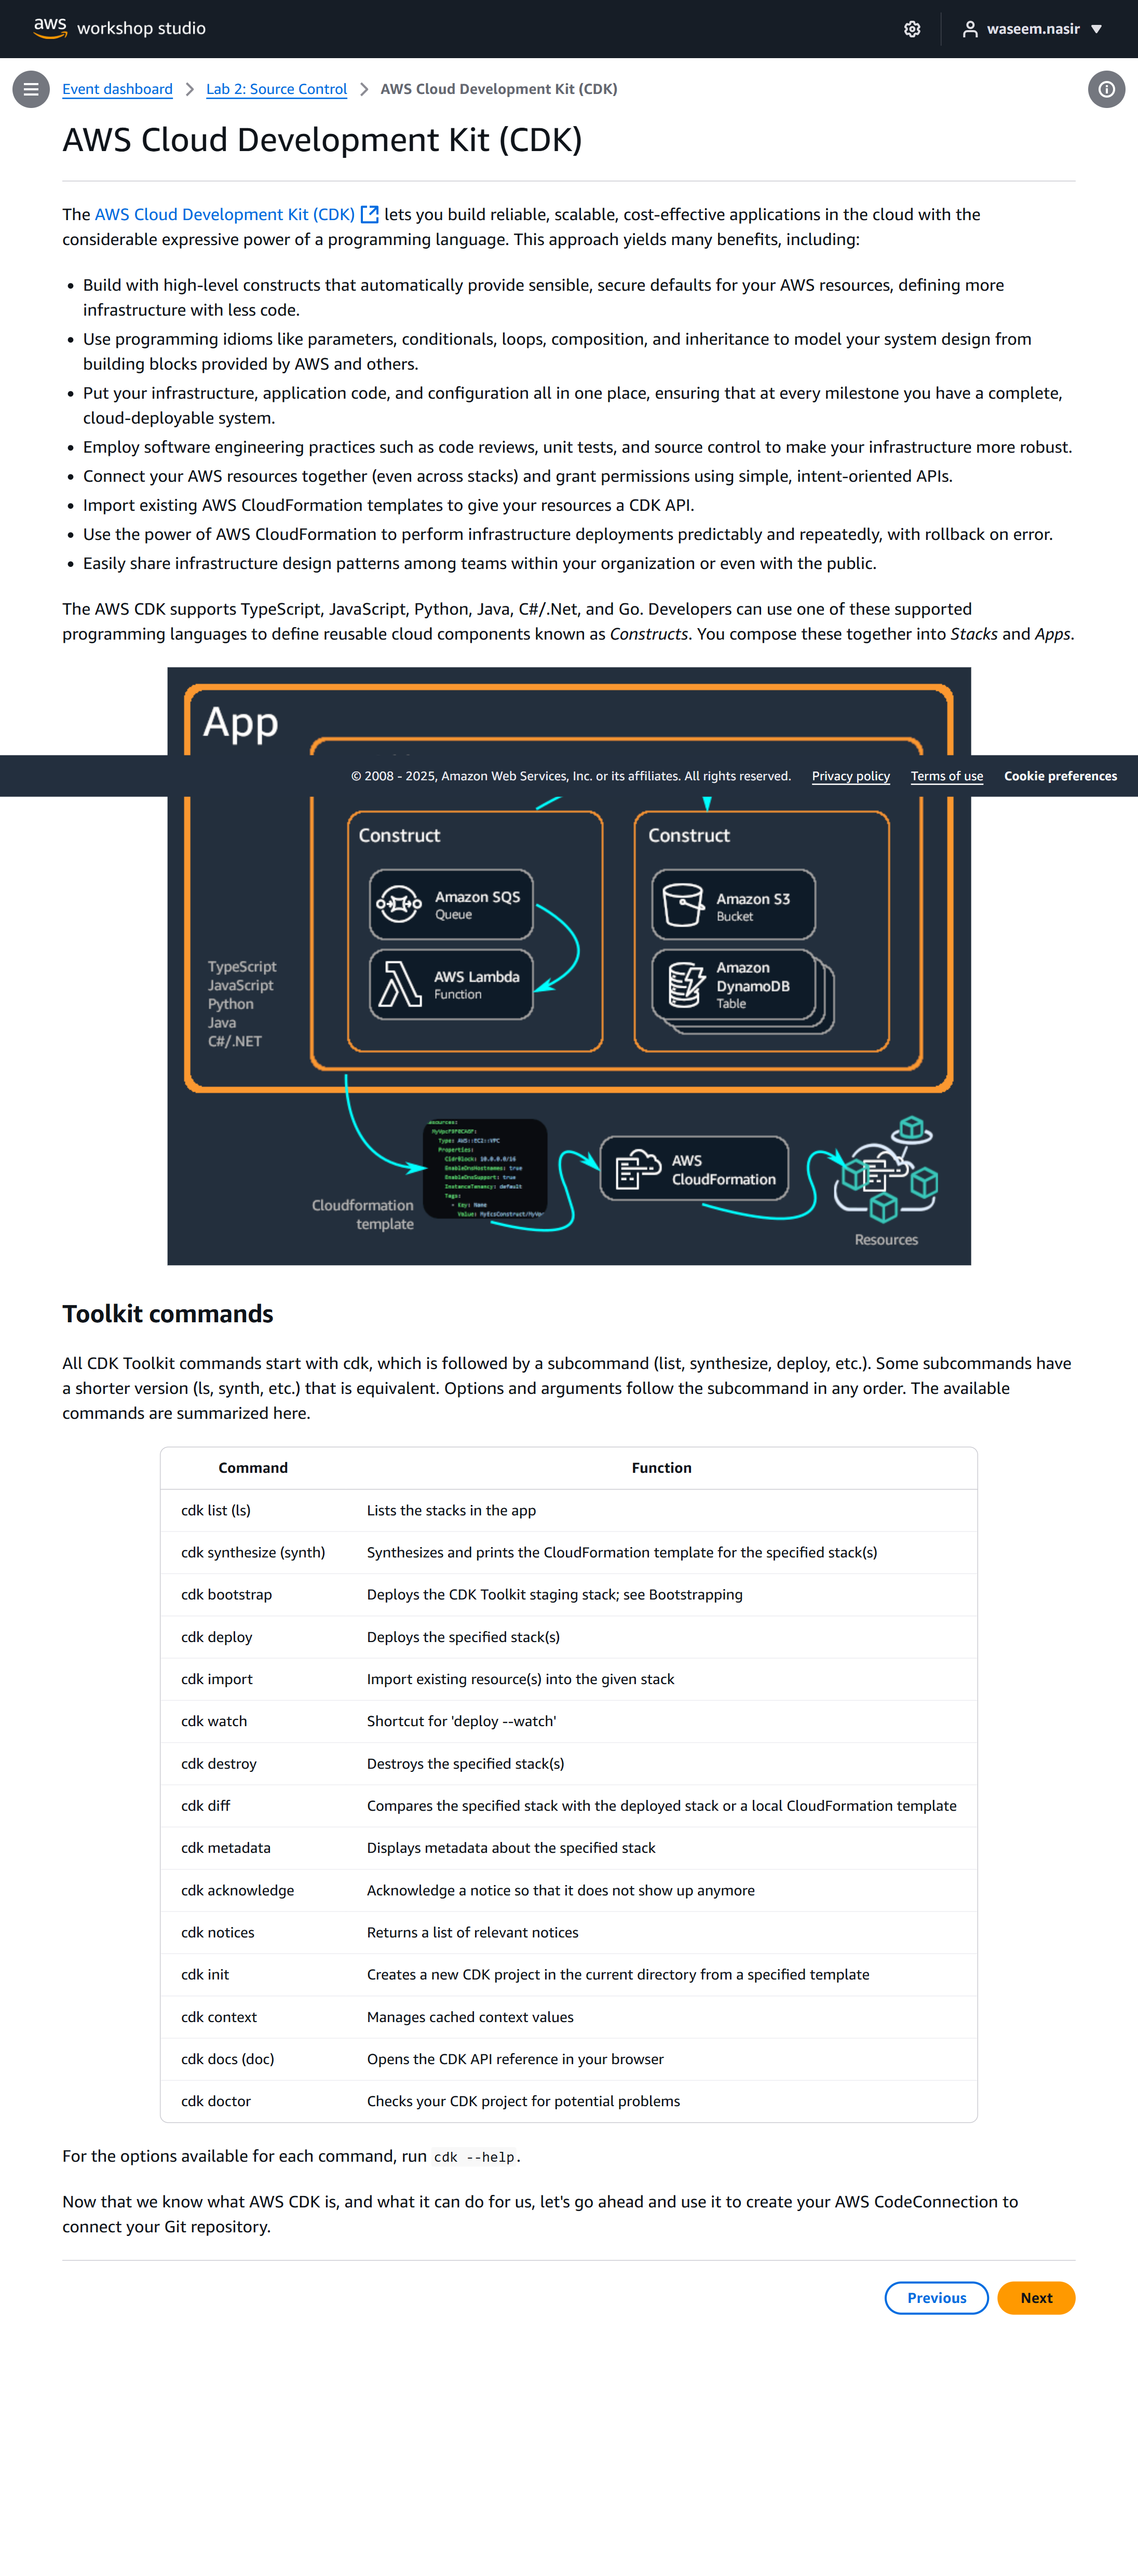 aws workshop studio
waseem.nasir
Event dashboard
Lab 2: Source Control
AWS Cloud Development Kit (CDK)
AWS Cloud Development Kit (CDK)
The AWS Cloud Development Kit (CDK) lets you build reliable, scalable, cost-effective applications in the cloud with the
considerable expressive power of a programming language. This approach yields many benefits, including:
Build with high-level constructs that automatically provide sensible, secure defaults for your AWS resources, defining more
infrastructure with less code.
Use programming idioms like parameters, conditionals, loops, composition, and inheritance to model your system design from
building blocks provided by AWS and others.
Put your infrastructure, application code, and configuration all in one place, ensuring that at every milestone you have a complete,
cloud-deployable system.
Employ software engineering practices such as code reviews, unit tests, and source control to make your infrastructure more robust.
Connect your AWS resources together (even across stacks) and grant permissions using simple, intent-oriented APIs.
Import existing AWS CloudFormation templates to give your resources a CDK API.
Use the power of AWS CloudFormation to perform infrastructure deployments predictably and repeatedly, with rollback on error.
Easily share infrastructure design patterns among teams within your organization or even with the public.
The AWS CDK supports TypeScript, JavaScript, Python, Java, C#/.Net, and Go. Developers can use one of these supported
programming languages to define reusable cloud components known as Constructs. You compose these together into Stacks and Apps.
App
© 2008 - 2025, Amazon Web Services, Inc. or its affiliates. All rights reserved. Privacy policy Terms of use Cookie preferences
Construct
Construct
Amazon SQS
Queue
Amazon S3
Bucket
AWS Lambda
Function
Amazon
DynamoDB
Table
TypeScript
JavaScript
Python
Java
C#/.NET
MyVpcF9F0CA6F:
Type: AWS::EC2::VPC
Properties:
CidrBlock: 10.0.0.0/16
EnableDnsHostnames: true
EnableDnsSupport: true
InstanceTenancy: default
Tags:
- Key: Name
Cloudformation
template
AWS
CloudFormation
Resources
Toolkit commands
All CDK Toolkit commands start with cdk, which is followed by a subcommand (list, synthesize, deploy, etc.). Some subcommands have
a shorter version (ls, synth, etc.) that is equivalent. Options and arguments follow the subcommand in any order. The available
commands are summarized here.
Command Function
cdk list (ls) Lists the stacks in the app
cdk synthesize (synth) Synthesizes and prints the CloudFormation template for the specified stack(s)
cdk bootstrap Deploys the CDK Toolkit staging stack; see Bootstrapping
cdk deploy Deploys the specified stack(s)
cdk import Import existing resource(s) into the given stack
cdk watch Shortcut for 'deploy --watch'
cdk destroy Destroys the specified stack(s)
cdk diff Compares the specified stack with the deployed stack or a local CloudFormation template
cdk metadata Displays metadata about the specified stack
cdk acknowledge Acknowledge a notice so that it does not show up anymore
cdk notices Returns a list of relevant notices
cdk init Creates a new CDK project in the current directory from a specified template
cdk context Manages cached context values
cdk docs (doc) Opens the CDK API reference in your browser
cdk doctor Checks your CDK project for potential problems
For the options available for each command, run cdk --help.
Now that we know what AWS CDK is, and what it can do for us, let's go ahead and use it to create your AWS CodeConnection to
connect your Git repository.
Previous
Next